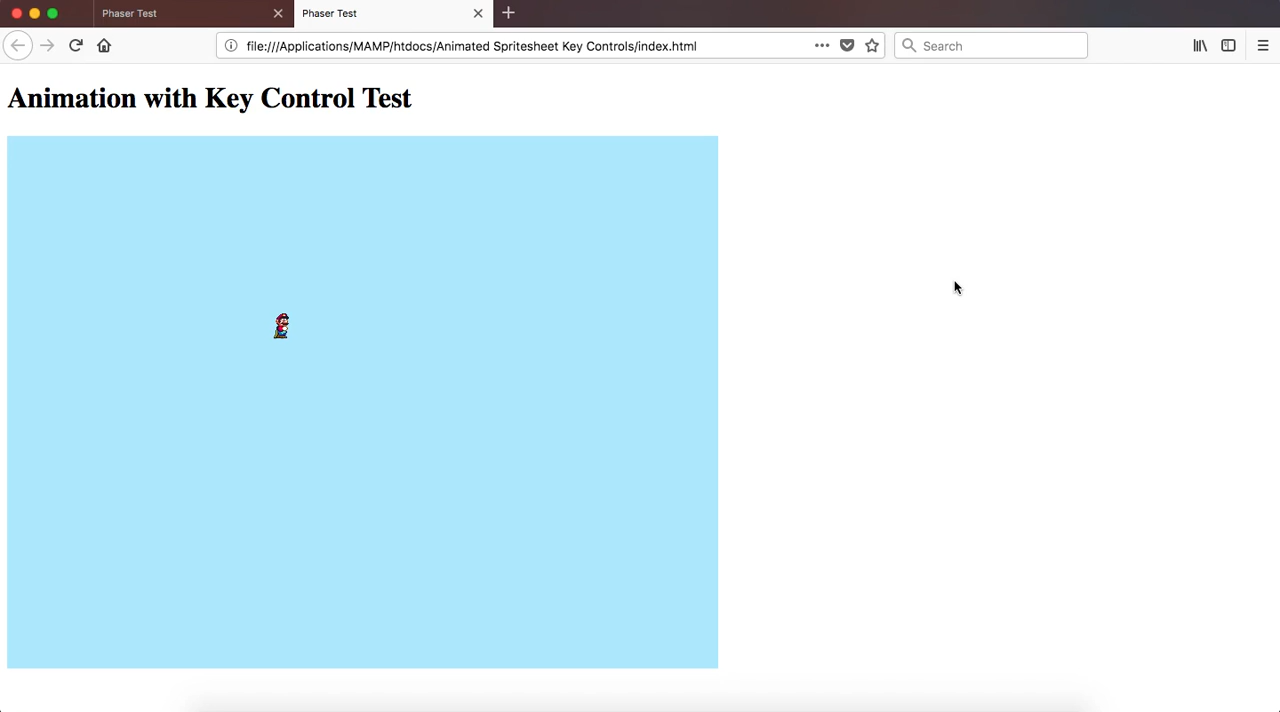 Phaser Test
Phaser Test
file:///Applications/MAMP/htdocs/Animated Spritesheet Key Controls/index.html
Search
Animation with Key Control Test